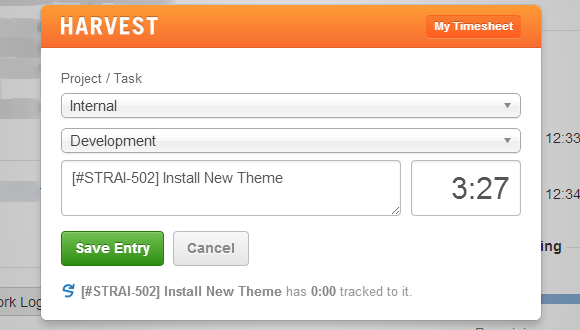 HARVEST
My Timesheet
Project / Task
Internal
Development
12:33
[#STRAI-502] Install New Theme
3:27
12:34
Save Entry
Cancel
ing
[#STRAI-502] Install New Theme has 0:00 tracked to it.
ork Log